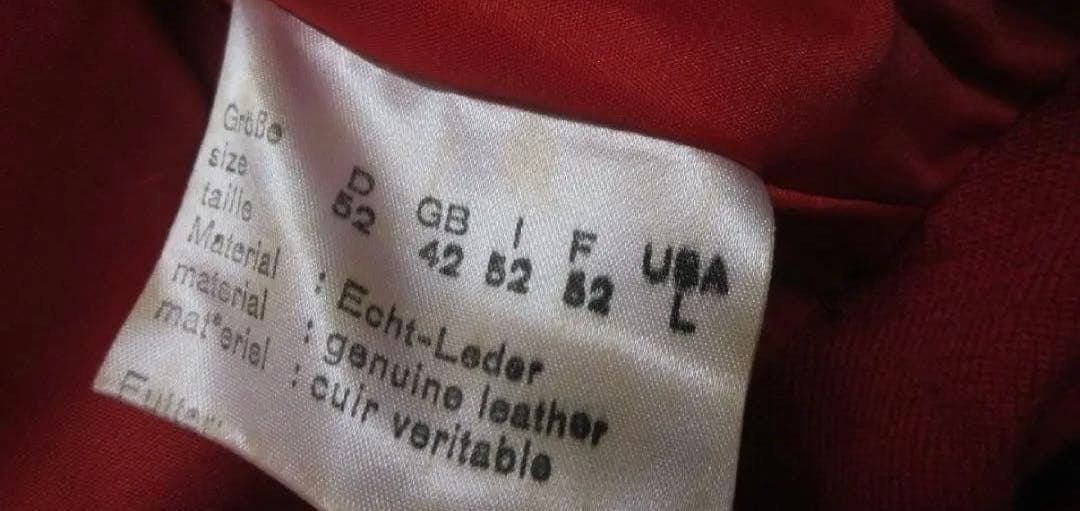 Größe
size
taille
D GB I F USA
52 42 52 52 L
Material : Echt-Leder
material : genuine leather
mat'eriel : cuir veritable
Futter: